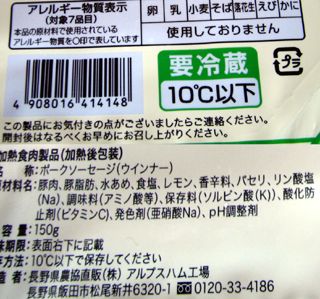 アレルギー物質表示
(対象7品目)
卵 乳 小麦 そば 落花生 えび かに
本品の原材料で使用されている
アレルギー物質を〇印で表しています
使用しておりません
プラ
要冷蔵
10℃以下
4 908016 414148
この製品にお気付きの点がございましたらご連絡ください。
開封後はなるべくお早めにお召し上がりください。
加熱食肉製品(加熱後包装)
名称:ポークソーセージ(ウインナー)
原材料:豚肉、豚脂肪、水あめ、食塩、レモン、香辛料、パセリ、リン酸塩
(Na)、調味料(アミノ酸等)、保存料(ソルビン酸(K))、酸化防
止剤(ビタミンC)、発色剤(亜硝酸Na)、pH調整剤
容量:150g
味期限:表面右下に記載
存方法:10℃以下で保存してください
造者:長野県農協直販(株)アルプスハム工場
長野県飯田市松尾新井6320-1